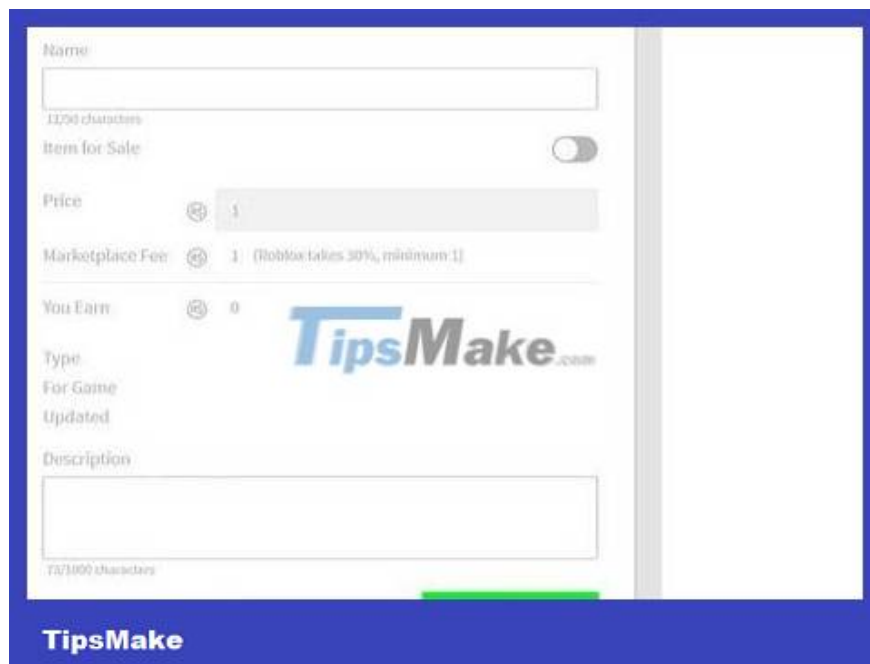 Name
13/50 characters
Item for Sale
Price 1
Marketplace Fee 1 (Roblox takes 30%, minimum 1)
You Earn 0
TipsMake.com
Type
For Game
Updated
Description
73/1000 characters
TipsMake